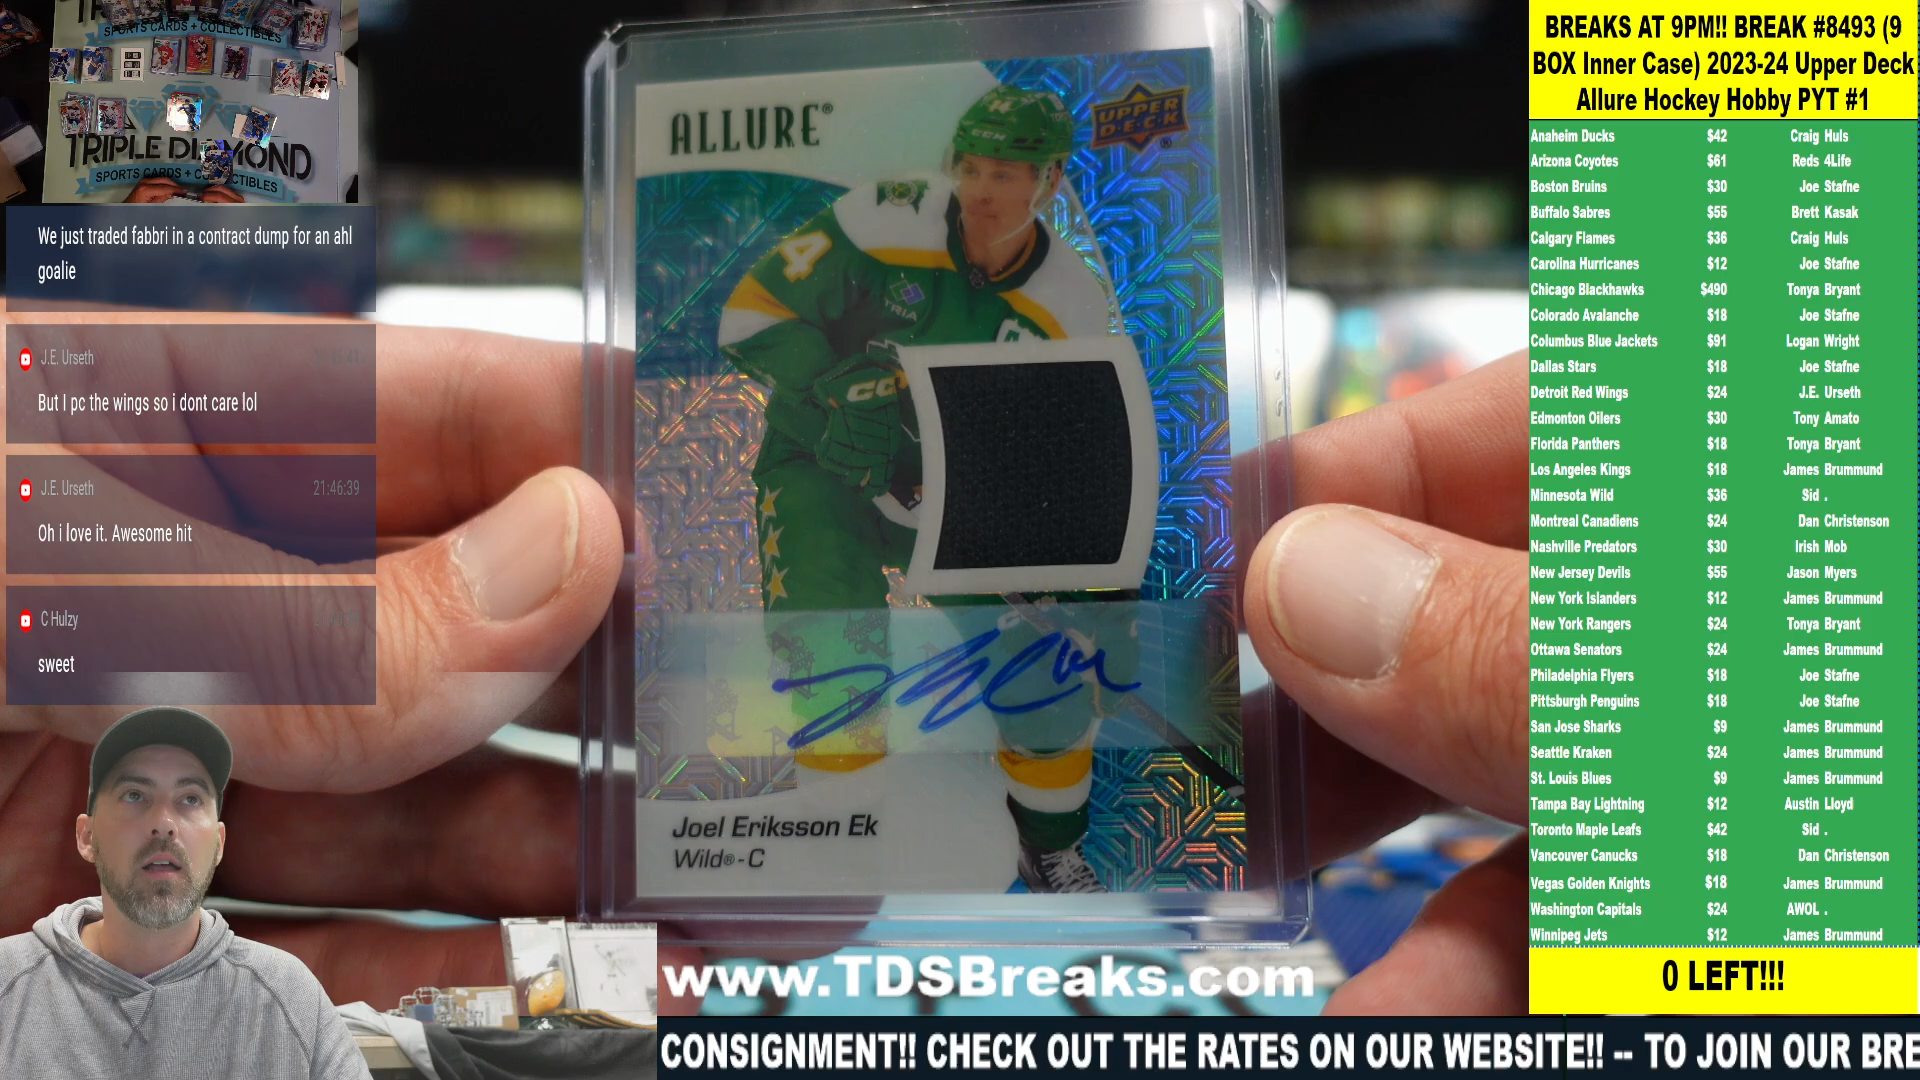 SPORTS CARDS + COLLECTIBLES
TRIPLE DIAMOND
SPORTS CARDS + COLLECTIBLES
We just traded fabbri in a contract dump for an ahl
goalie
J.E. Urseth
But I pc the wings so i dont care lol
J.E. Urseth 21:46:39
Oh i love it. Awesome hit
C Hulzy
sweet
ALLURE®
UPPER
DECK
CCM
4
TRIA
Joel Eriksson Ek
Wild® - C
www.TDSBreaks.com
CONSIGNMENT!! CHECK OUT THE RATES ON OUR WEBSITE!! -- TO JOIN OUR BRE
BREAKS AT 9PM!! BREAK #8493 (9
BOX Inner Case) 2023-24 Upper Deck
Allure Hockey Hobby PYT #1
Anaheim Ducks $42 Craig Huls
Arizona Coyotes $61 Reds 4Life
Boston Bruins $30 Joe Stafne
Buffalo Sabres $55 Brett Kasak
Calgary Flames $36 Craig Huls
Carolina Hurricanes $12 Joe Stafne
Chicago Blackhawks $490 Tonya Bryant
Colorado Avalanche $18 Joe Stafne
Columbus Blue Jackets $91 Logan Wright
Dallas Stars $18 Joe Stafne
Detroit Red Wings $24 J.E. Urseth
Edmonton Oilers $30 Tony Amato
Florida Panthers $18 Tonya Bryant
Los Angeles Kings $18 James Brummund
Minnesota Wild $36 Sid .
Montreal Canadiens $24 Dan Christenson
Nashville Predators $30 Irish Mob
New Jersey Devils $55 Jason Myers
New York Islanders $12 James Brummund
New York Rangers $24 Tonya Bryant
Ottawa Senators $24 James Brummund
Philadelphia Flyers $18 Joe Stafne
Pittsburgh Penguins $18 Joe Stafne
San Jose Sharks $9 James Brummund
Seattle Kraken $24 James Brummund
St. Louis Blues $9 James Brummund
Tampa Bay Lightning $12 Austin Lloyd
Toronto Maple Leafs $42 Sid .
Vancouver Canucks $18 Dan Christenson
Vegas Golden Knights $18 James Brummund
Washington Capitals $24 AWOL .
Winnipeg Jets $12 James Brummund
0 LEFT!!!